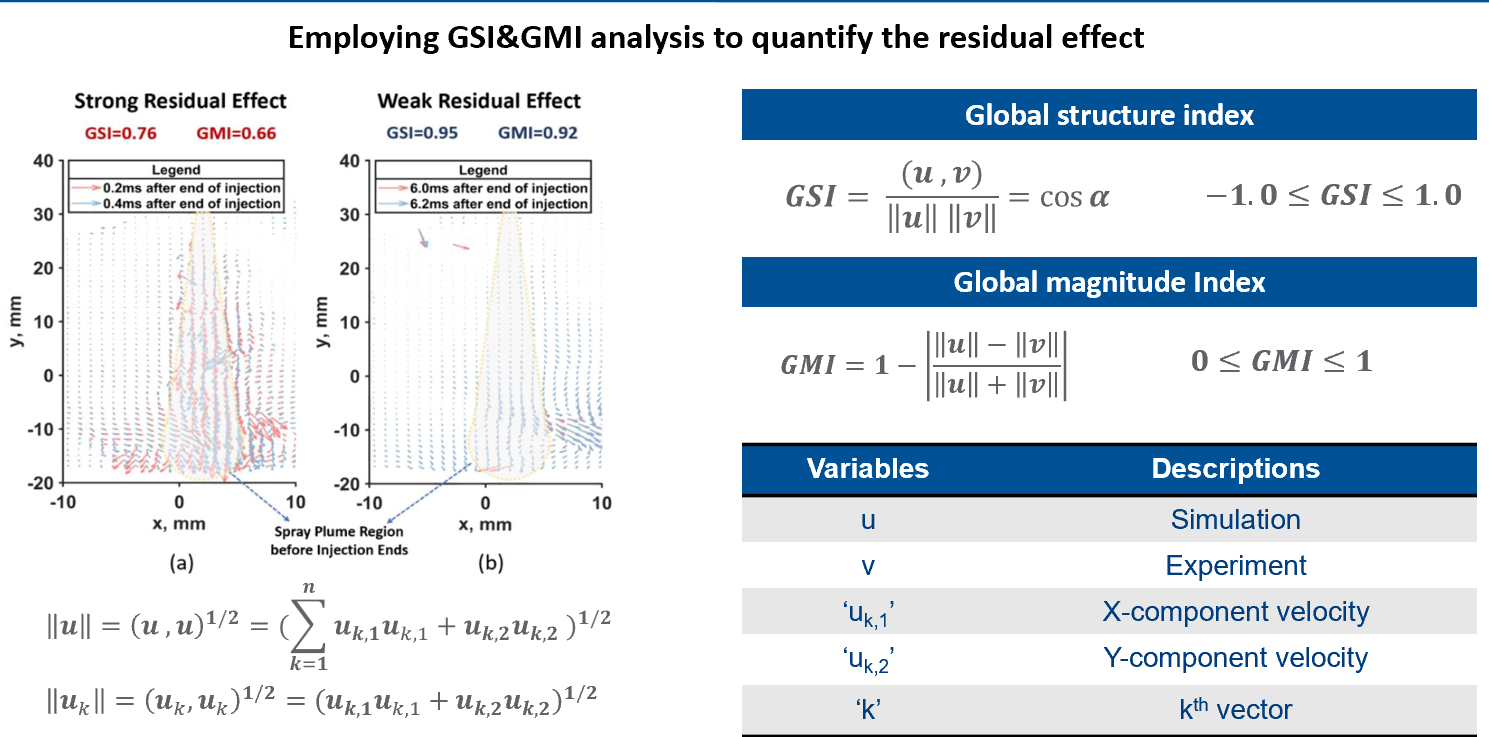 Employing GSI&GMI analysis to quantify the residual effect
Strong Residual Effect
GSI=0.76 GMI=0.66
Legend
0.2ms after end of injection
0.4ms after end of injection
40
30
20
10
0
-10
-20
y, mm
-10 0 10
x, mm
(a)
Weak Residual Effect
GSI=0.95 GMI=0.92
Legend
6.0ms after end of injection
6.2ms after end of injection
40
30
20
10
0
-10
-20
y, mm
-10 0 10
x, mm
(b)
Spray Plume Region
before Injection Ends
‖u‖ = (u ,u)^{1/2} = (∑_{k=1}^{n} u_{k,1}u_{k,1} + u_{k,2}u_{k,2} )^{1/2}
‖u_k‖ = (u_k, u_k)^{1/2} = (u_{k,1}u_{k,1} + u_{k,2}u_{k,2})^{1/2}
Global structure index
GSI = (u ,v) / ‖u‖ ‖v‖ = cos α −1.0 ≤ GSI ≤ 1.0
Global magnitude Index
GMI = 1 − |(‖u‖ − ‖v‖) / (‖u‖ + ‖v‖)| 0 ≤ GMI ≤ 1
Variables Descriptions
u Simulation
v Experiment
‘u_{k,1}’ X-component velocity
‘u_{k,2}’ Y-component velocity
‘k’ k^{th} vector